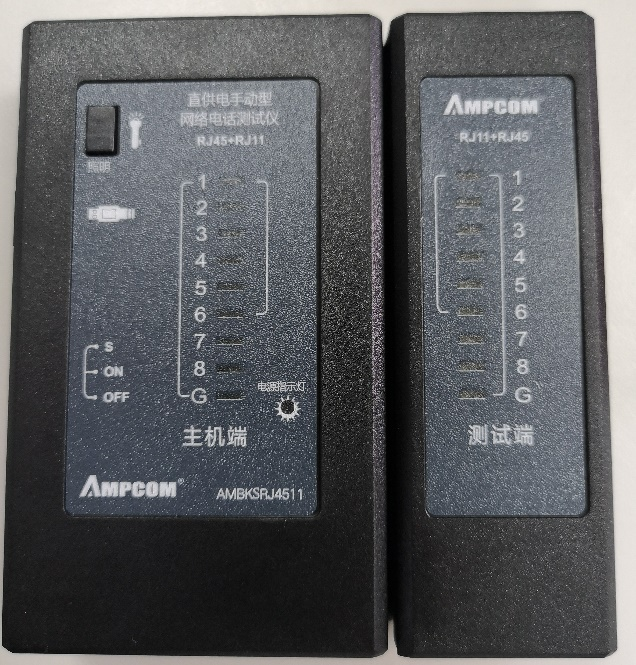 直供电手动型
网络电话测试仪
RJ45+RJ11
照明
1
2
3
4
5
6
7
8
G
S
ON
OFF
电源指示灯
主机端
AMPCOM®
AMBKSRJ4511
AMPCOM
RJ11+RJ45
1
2
3
4
5
6
7
8
G
测试端